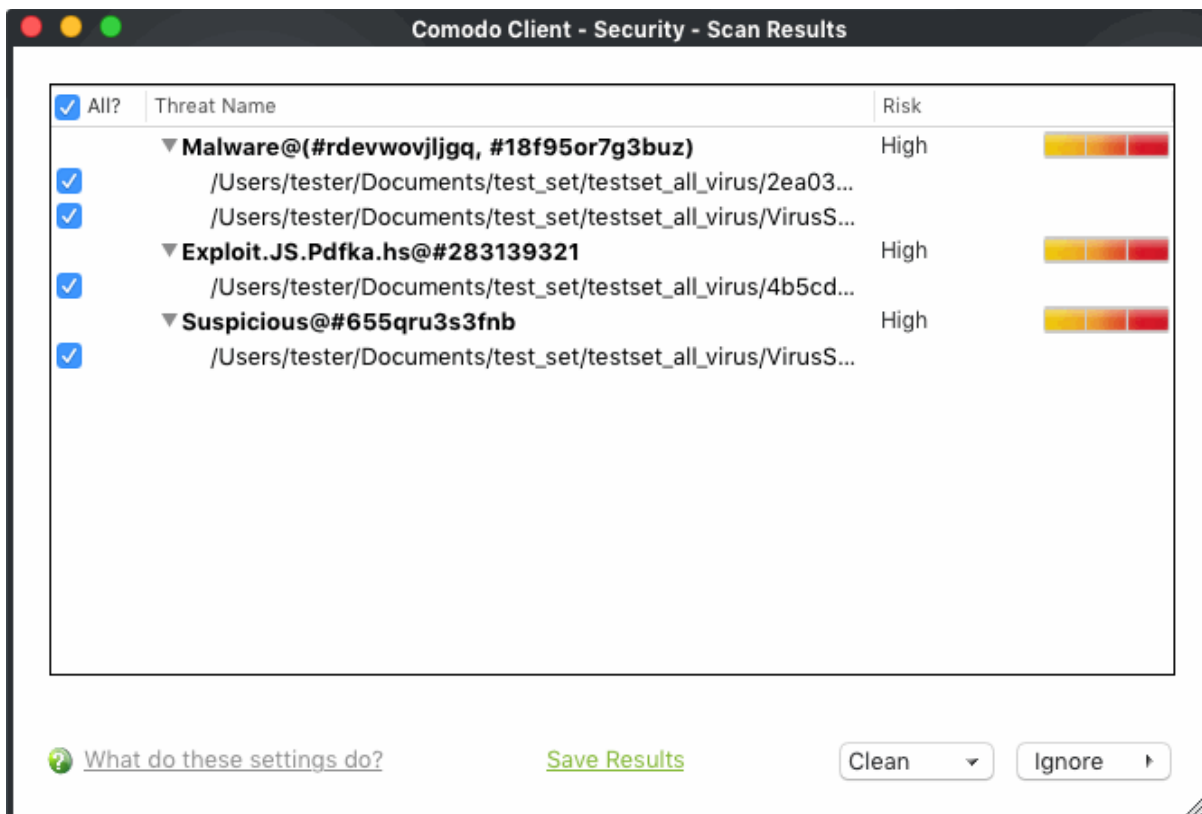 Comodo Client - Security - Scan Results
All? Threat Name Risk
Malware@(#rdevwovjljgq, #18f95or7g3buz) High
/Users/tester/Documents/test_set/testset_all_virus/2ea03...
/Users/tester/Documents/test_set/testset_all_virus/VirusS...
Exploit.JS.Pdfka.hs@#283139321 High
/Users/tester/Documents/test_set/testset_all_virus/4b5cd...
Suspicious@#655qru3s3fnb High
/Users/tester/Documents/test_set/testset_all_virus/VirusS...
What do these settings do? Save Results Clean Ignore